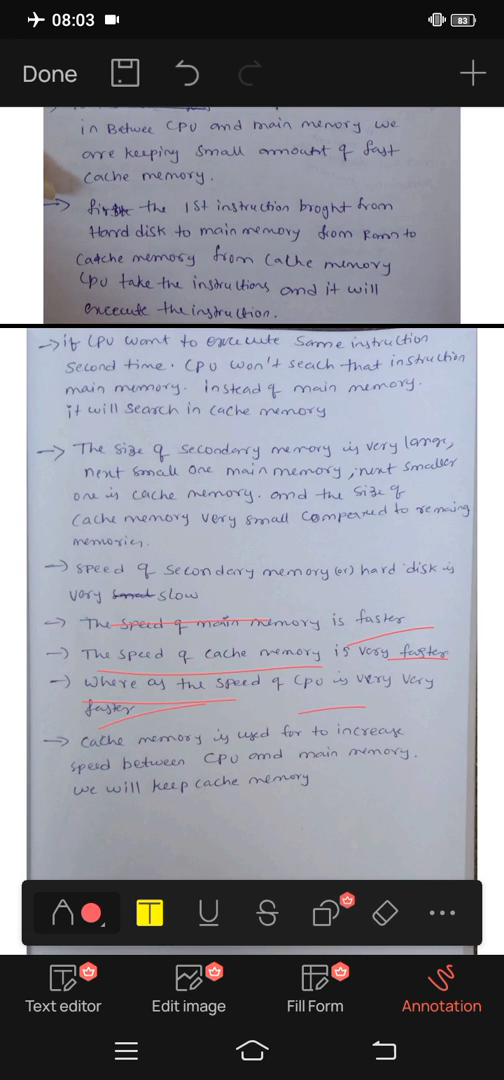 08:03
83
Done
in Betwee CPU and main memory we
are keeping small amount of fast
cache memory.
→ first the 1st instruction broght from
Hard disk to main memory from Ram to
Catche memory from Cache memory
Cpu take the instructions and it will
excecute the instruction.
→ if CPU want to execute same instruction
second time. CPU won't seach that instruction
main memory. instead of main memory.
it will search in cache memory
→ The size of secondary memory is very large,
next small one main memory, next smaller
one is cache memory. and the size of
cache memory very small compeared to remaing
memories.
→ speed of secondary memory (or) hard disk is
very small slow
→ The speed of main memory is faster
→ The speed of cache memory is very faster
→ where as the speed of CPU is very very
faster
→ cache memory is used for to increase
speed between CPU and main memory.
we will keep cache memory
Text editor
Edit image
Fill Form
Annotation